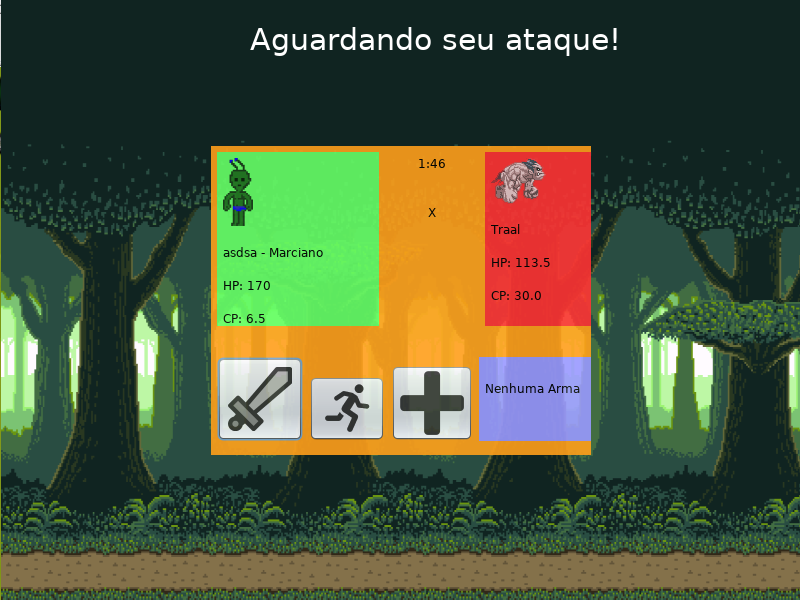 Aguardando seu ataque!
1:46
X
asdsa - Marciano
HP: 170
CP: 6.5
Traal
HP: 113.5
CP: 30.0
Nenhuma Arma